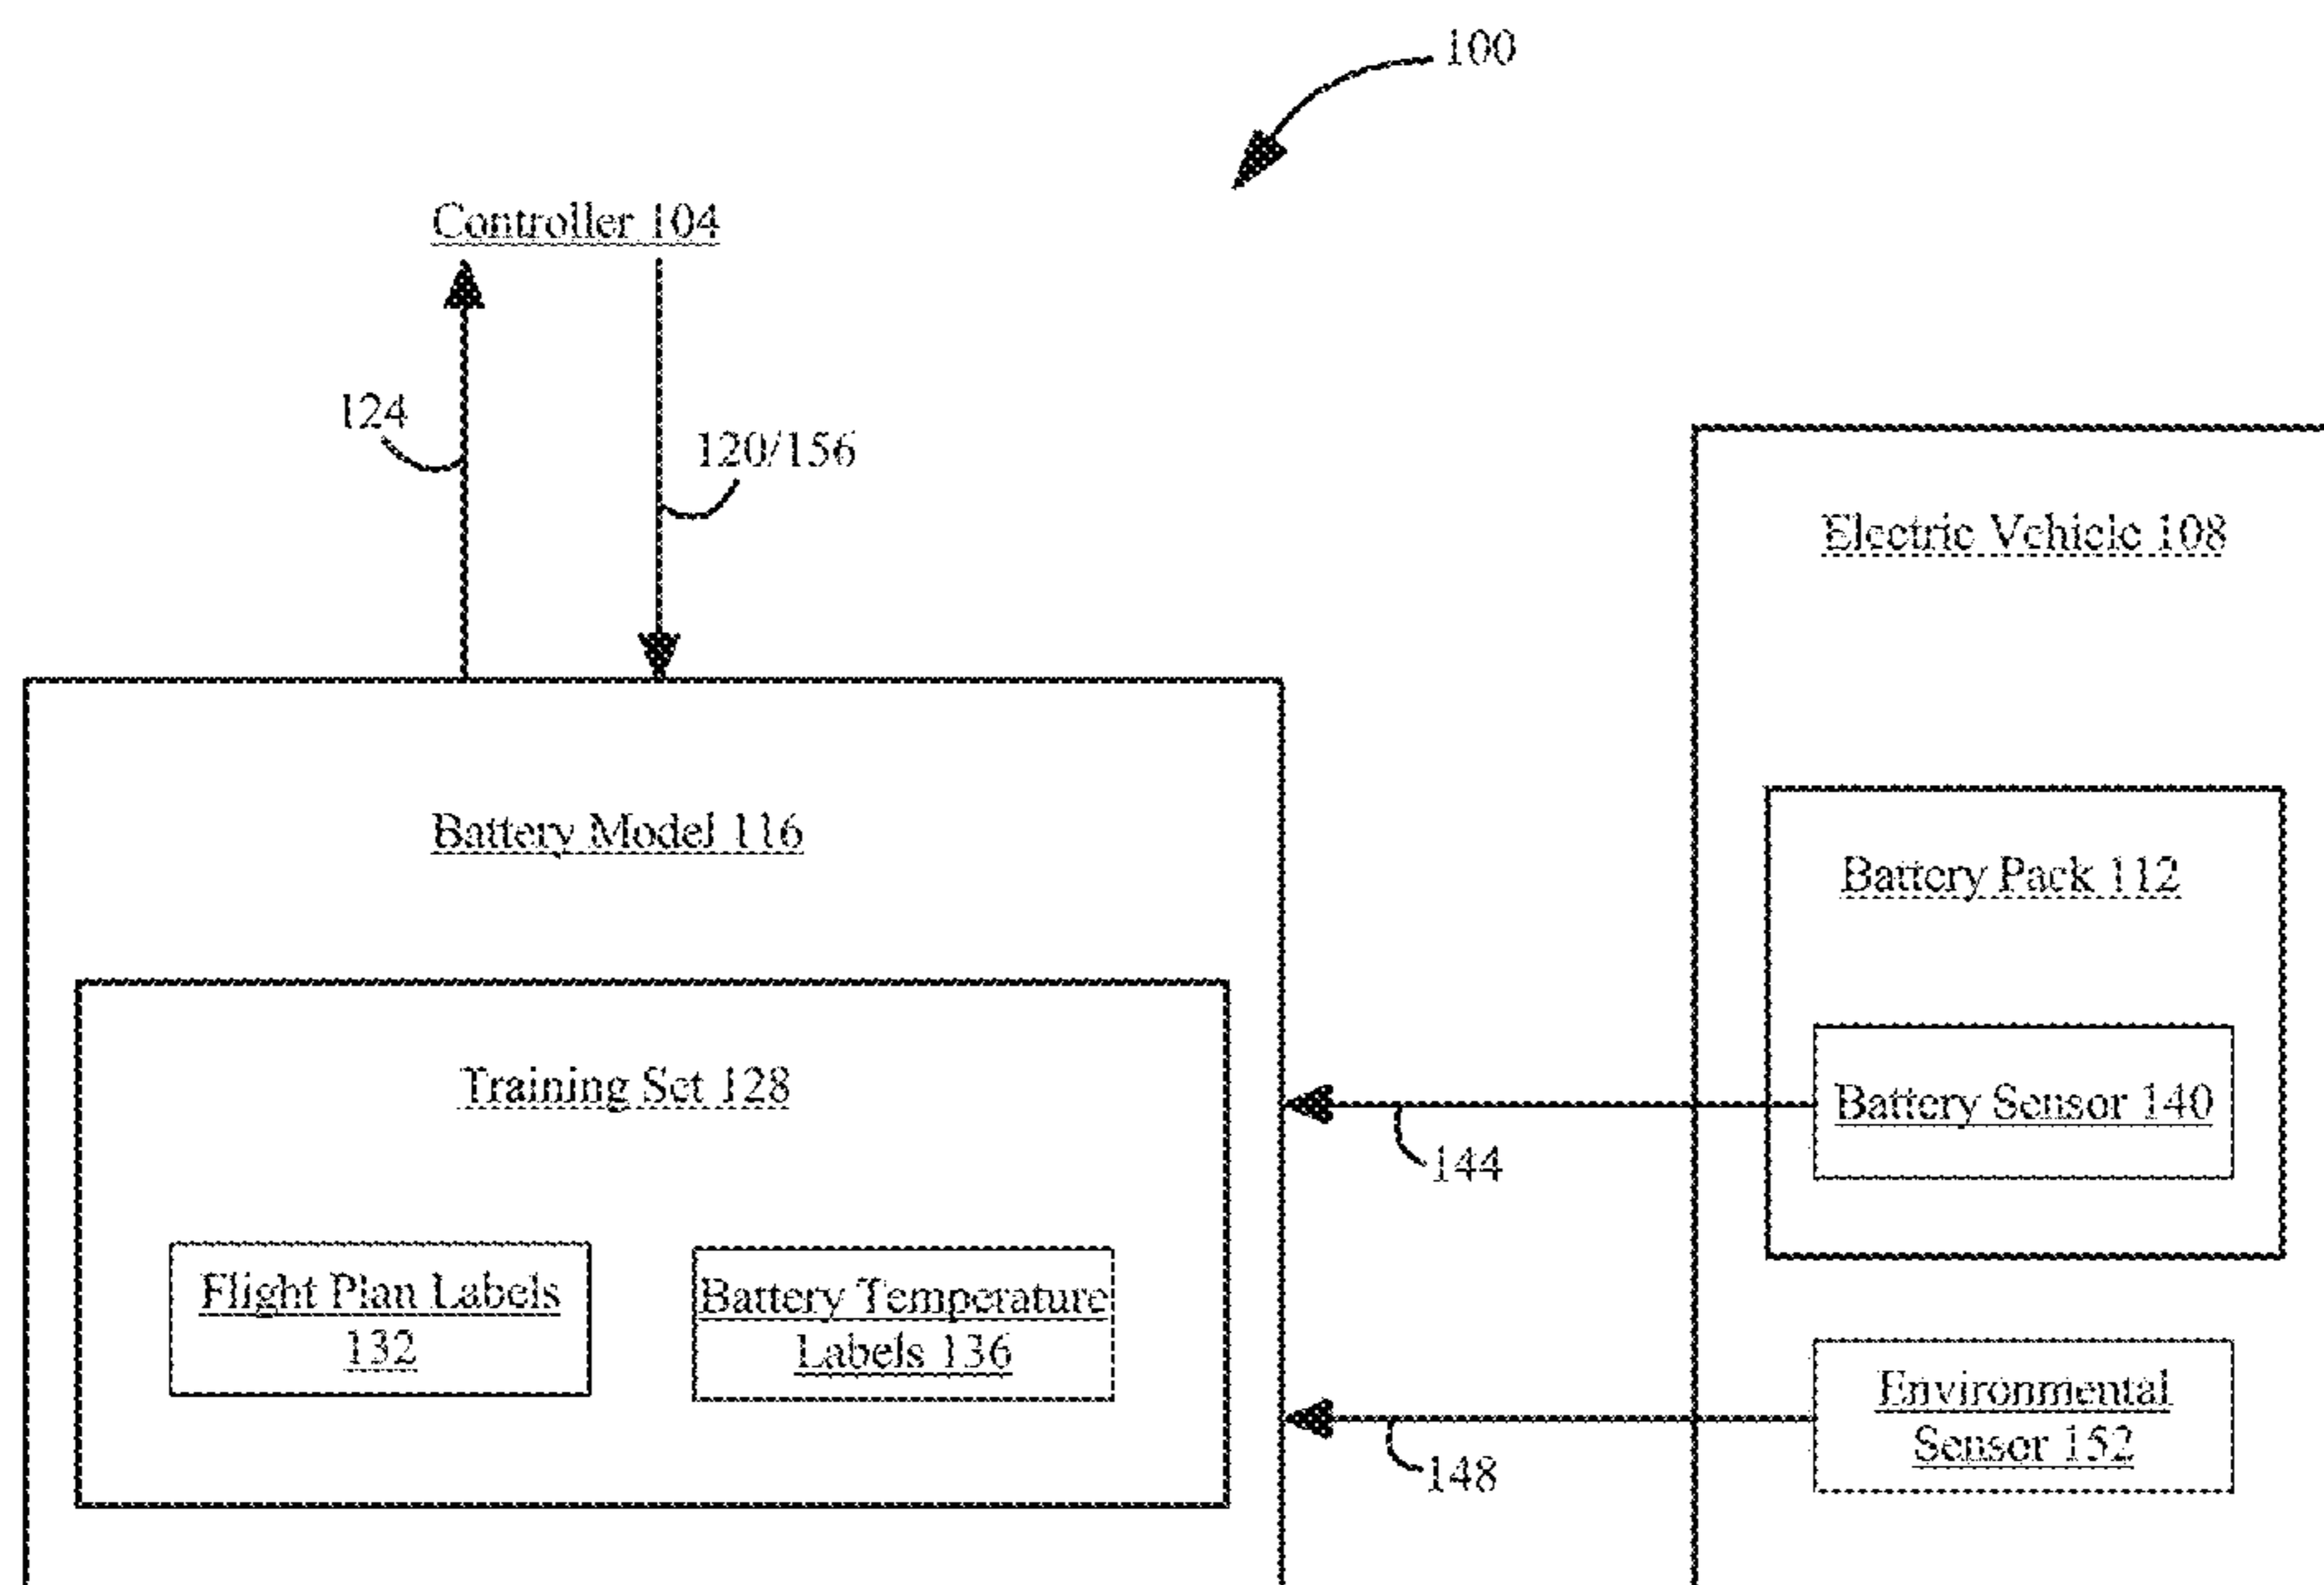 100
Controller 104
124
120/156
Electric Vehicle 108
Battery Model 116
Battery Pack 112
Training Set 128
Battery Sensor 140
144
Flight Plan Labels
132
Battery Temperature
Labels 136
Environmental
Sensor 152
148